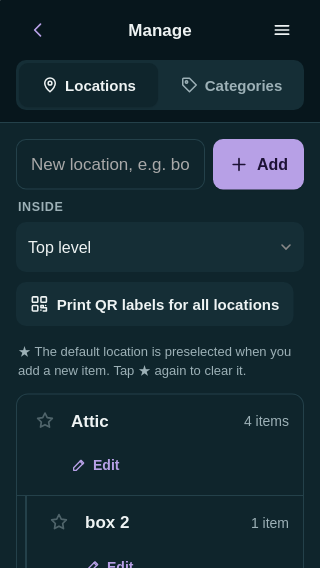 Manage
Locations
Categories
New location, e.g. bo
Add
INSIDE
Top level
Print QR labels for all locations
★ The default location is preselected when you
add a new item. Tap ★ again to clear it.
Attic
4 items
Edit
box 2
1 item
Edit